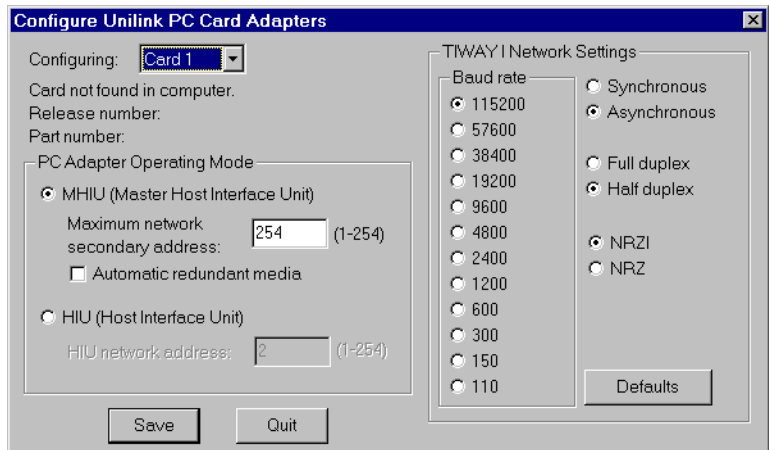 Configure Unilink PC Card Adapters
Configuring: Card 1
Card not found in computer.
Release number:
Part number:
PC Adapter Operating Mode
MHIU (Master Host Interface Unit)
Maximum network
secondary address: 254 (1-254)
Automatic redundant media
HIU (Host Interface Unit)
HIU network address: 2 (1-254)
Save Quit
TIWAY I Network Settings
Baud rate
115200
57600
38400
19200
9600
4800
2400
1200
600
300
150
110
Synchronous
Asynchronous
Full duplex
Half duplex
NRZI
NRZ
Defaults